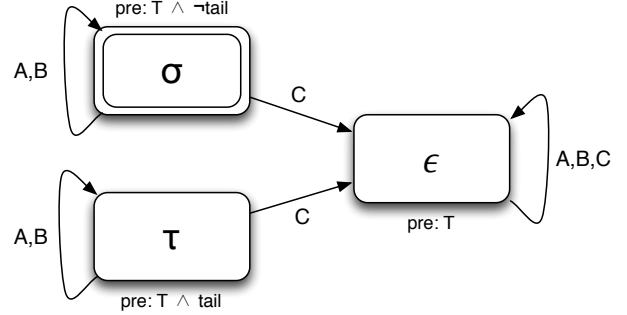 pre: T ∧ ¬tail
A,B
σ
C
ϵ
A,B,C
pre: T
A,B
τ
C
pre: T ∧ tail